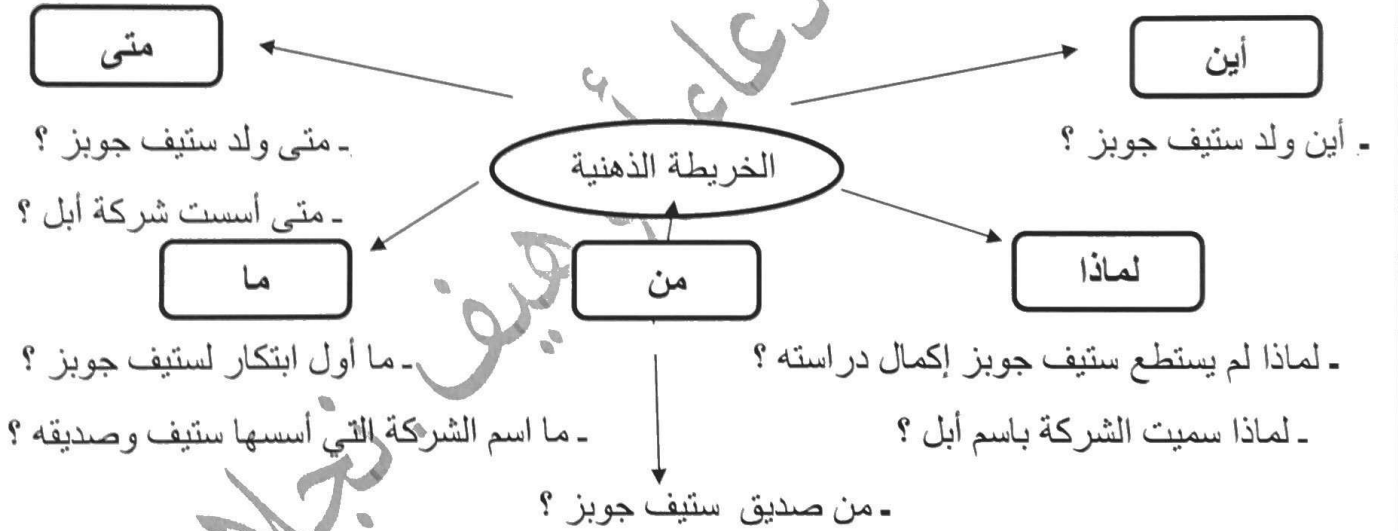 أين
متى
الخريطة الذهنية
ـ أين ولد ستيف جوبز ؟
ـ متى ولد ستيف جوبز ؟
ـ متى أسست شركة أبل ؟
لماذا
من
ما
ـ لماذا لم يستطع ستيف جوبز إكمال دراسته ؟
ـ ما أول ابتكار لستيف جوبز ؟
ـ لماذا سميت الشركة باسم أبل ؟
ـ ما اسم الشركة التي أسسها ستيف وصديقه ؟
ـ من صديق ستيف جوبز ؟